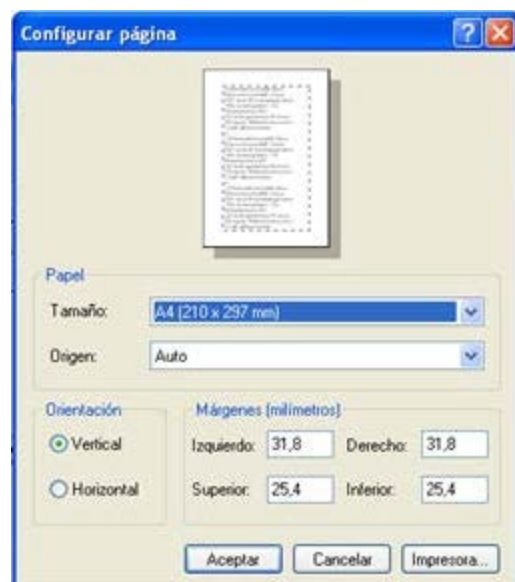 Configurar página
Papel
Tamaño: A4 (210 x 297 mm)
Origen: Auto
Orientación
Vertical
Horizontal
Márgenes (milímetros)
Izquierdo: 31,8 Derecho: 31,8
Superior: 25,4 Inferior: 25,4
Aceptar Cancelar Impresora...